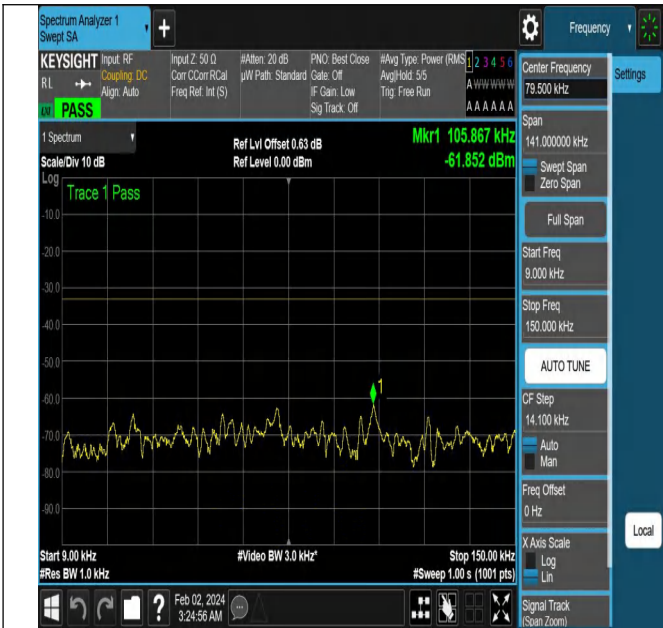 Spectrum Analyzer 1
Swept SA
Frequency
KEYSIGHT
RL
PASS
Input: RF
Coupling: DC
Align: Auto
Input Z: 50 Ω
Corr CCorr RCal
Freq Ref: Int (S)
#Atten: 20 dB
µW Path: Standard
PNO: Best Close
Gate: Off
IF Gain: Low
Sig Track: Off
#Avg Type: Power (RMS
Avg|Hold: 5/5
Trig: Free Run
1 2 3 4 5 6
A W W W W W
A A A A A A
1 Spectrum
Scale/Div 10 dB
Log
Ref Lvl Offset 0.63 dB
Ref Level 0.00 dBm
Mkr1 105.867 kHz
-61.852 dBm
Trace 1 Pass
-10.0
-20.0
-30.0
-40.0
-50.0
-60.0
-70.0
-80.0
-90.0
1
Start 9.00 kHz
#Res BW 1.0 kHz
#Video BW 3.0 kHz*
Stop 150.00 kHz
#Sweep 1.00 s (1001 pts)
Feb 02, 2024
3:24:56 AM
Settings
Center Frequency
79.500 kHz
Span
141.000000 kHz
Swept Span
Zero Span
Full Span
Start Freq
9.000 kHz
Stop Freq
150.000 kHz
AUTO TUNE
CF Step
14.100 kHz
Auto
Man
Freq Offset
0 Hz
X Axis Scale
Log
Lin
Signal Track
(Span Zoom)
Local